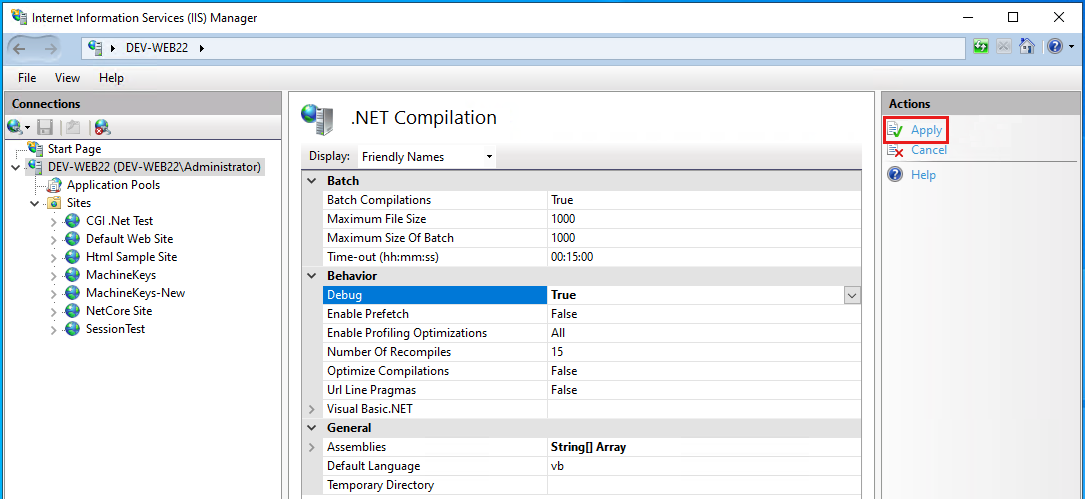 Internet Information Services (IIS) Manager
DEV-WEB22
File View Help
Connections
Start Page
DEV-WEB22 (DEV-WEB22\Administrator)
Application Pools
Sites
CGI .Net Test
Default Web Site
Html Sample Site
MachineKeys
MachineKeys-New
NetCore Site
SessionTest
.NET Compilation
Display: Friendly Names
Batch
Batch Compilations True
Maximum File Size 1000
Maximum Size Of Batch 1000
Time-out (hh:mm:ss) 00:15:00
Behavior
Debug True
Enable Prefetch False
Enable Profiling Optimizations All
Number Of Recompiles 15
Optimize Compilations False
Url Line Pragmas False
Visual Basic.NET
General
Assemblies String[] Array
Default Language vb
Temporary Directory
Actions
Apply
Cancel
Help